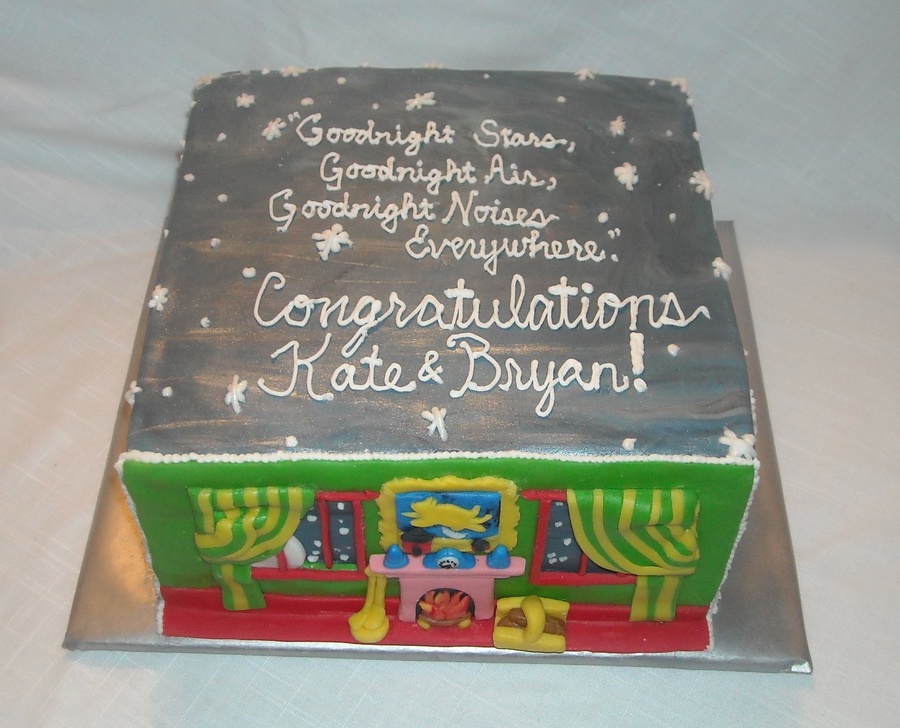 "Goodnight Stars,
Goodnight Air,
Goodnight Noises
Everywhere."
Congratulations
Kate & Bryan!